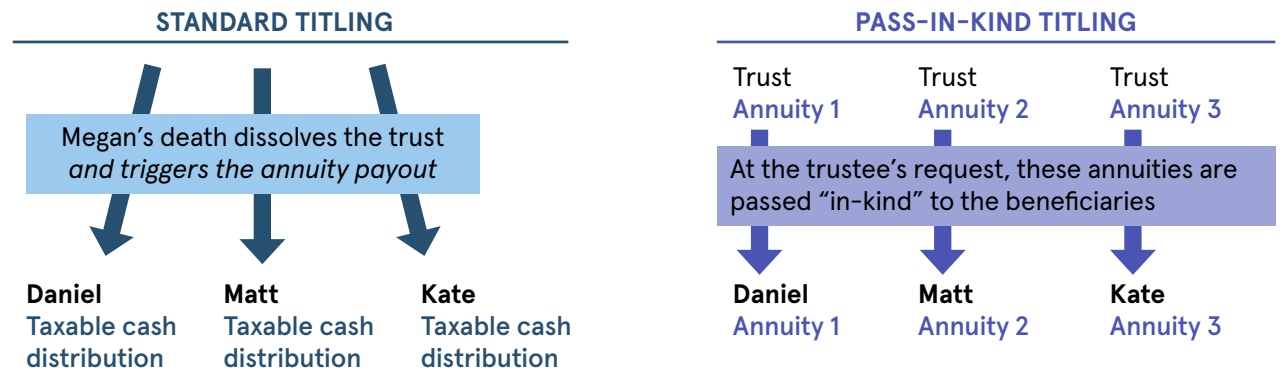 STANDARD TITLING
Megan’s death dissolves the trust
and triggers the annuity payout
Daniel
Taxable cash
distribution
Matt
Taxable cash
distribution
Kate
Taxable cash
distribution
PASS-IN-KIND TITLING
Trust
Annuity 1
Trust
Annuity 2
Trust
Annuity 3
At the trustee’s request, these annuities are
passed “in-kind” to the beneficiaries
Daniel
Annuity 1
Matt
Annuity 2
Kate
Annuity 3